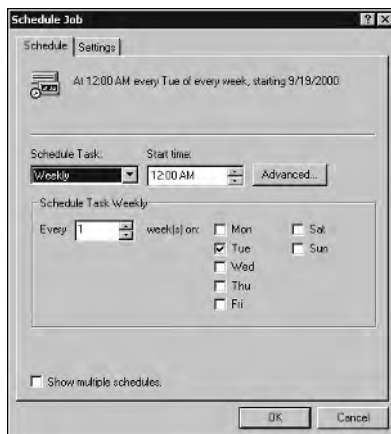 Schedule Job
Schedule Settings
At 12:00 AM every Tue of every week, starting 9/19/2000
Schedule Task: Start time:
Weekly 12:00 AM Advanced...
Schedule Task Weekly
Every 1 week(s) on: Mon Sat
Tue Sun
Wed
Thu
Fri
Show multiple schedules.
OK Cancel